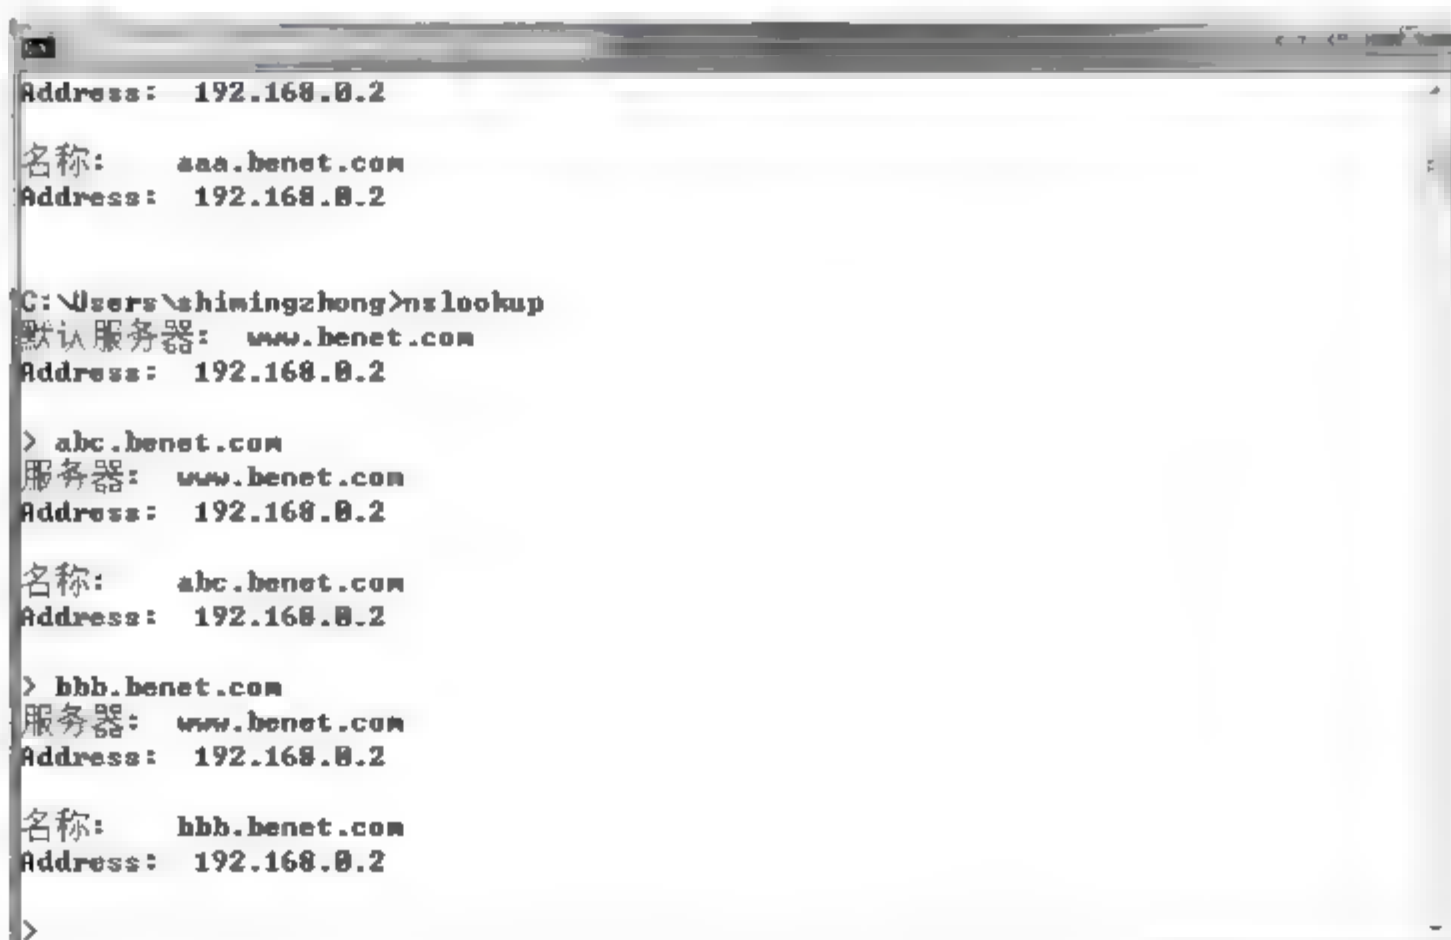 Address:  192.168.0.2
名称:    aaa.benet.com
Address:  192.168.0.2
C:\Users\shimingzhong>nslookup
默认服务器:  www.benet.com
Address:  192.168.0.2
> abc.benet.com
服务器:  www.benet.com
Address:  192.168.0.2
名称:    abc.benet.com
Address:  192.168.0.2
> bbb.benet.com
服务器:  www.benet.com
Address:  192.168.0.2
名称:    bbb.benet.com
Address:  192.168.0.2
>